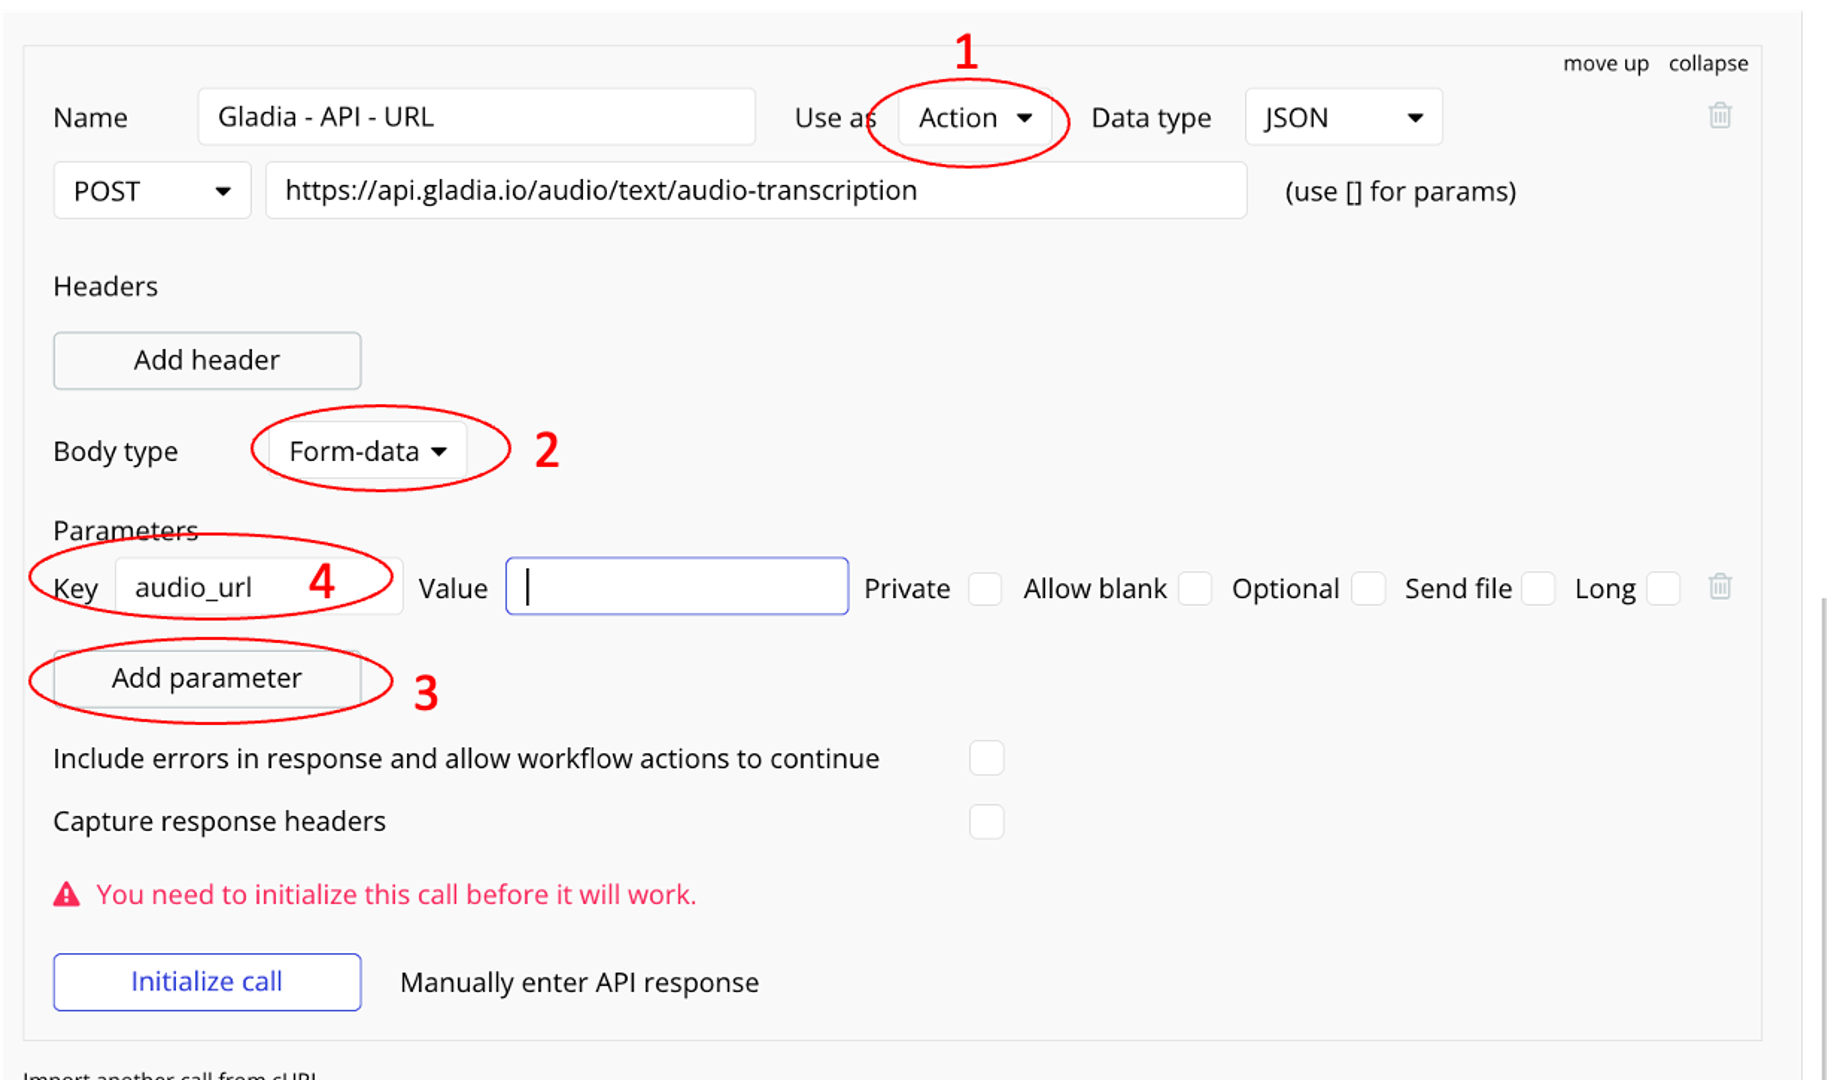 1
move up collapse
Name Gladia - API - URL Use as Action Data type JSON
POST https://api.gladia.io/audio/text/audio-transcription (use [] for params)
Headers
Add header
Body type Form-data 2
Parameters
Key audio_url 4 Value Private Allow blank Optional Send file Long
Add parameter 3
Include errors in response and allow workflow actions to continue
Capture response headers
You need to initialize this call before it will work.
Initialize call Manually enter API response
Import another call from cURL